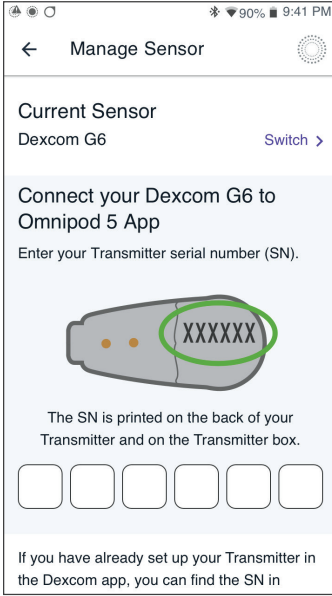 90% 9:41 PM
Manage Sensor
Current Sensor
Dexcom G6
Switch
Connect your Dexcom G6 to
Omnipod 5 App
Enter your Transmitter serial number (SN).
XXXXXX
The SN is printed on the back of your
Transmitter and on the Transmitter box.
If you have already set up your Transmitter in
the Dexcom app, you can find the SN in